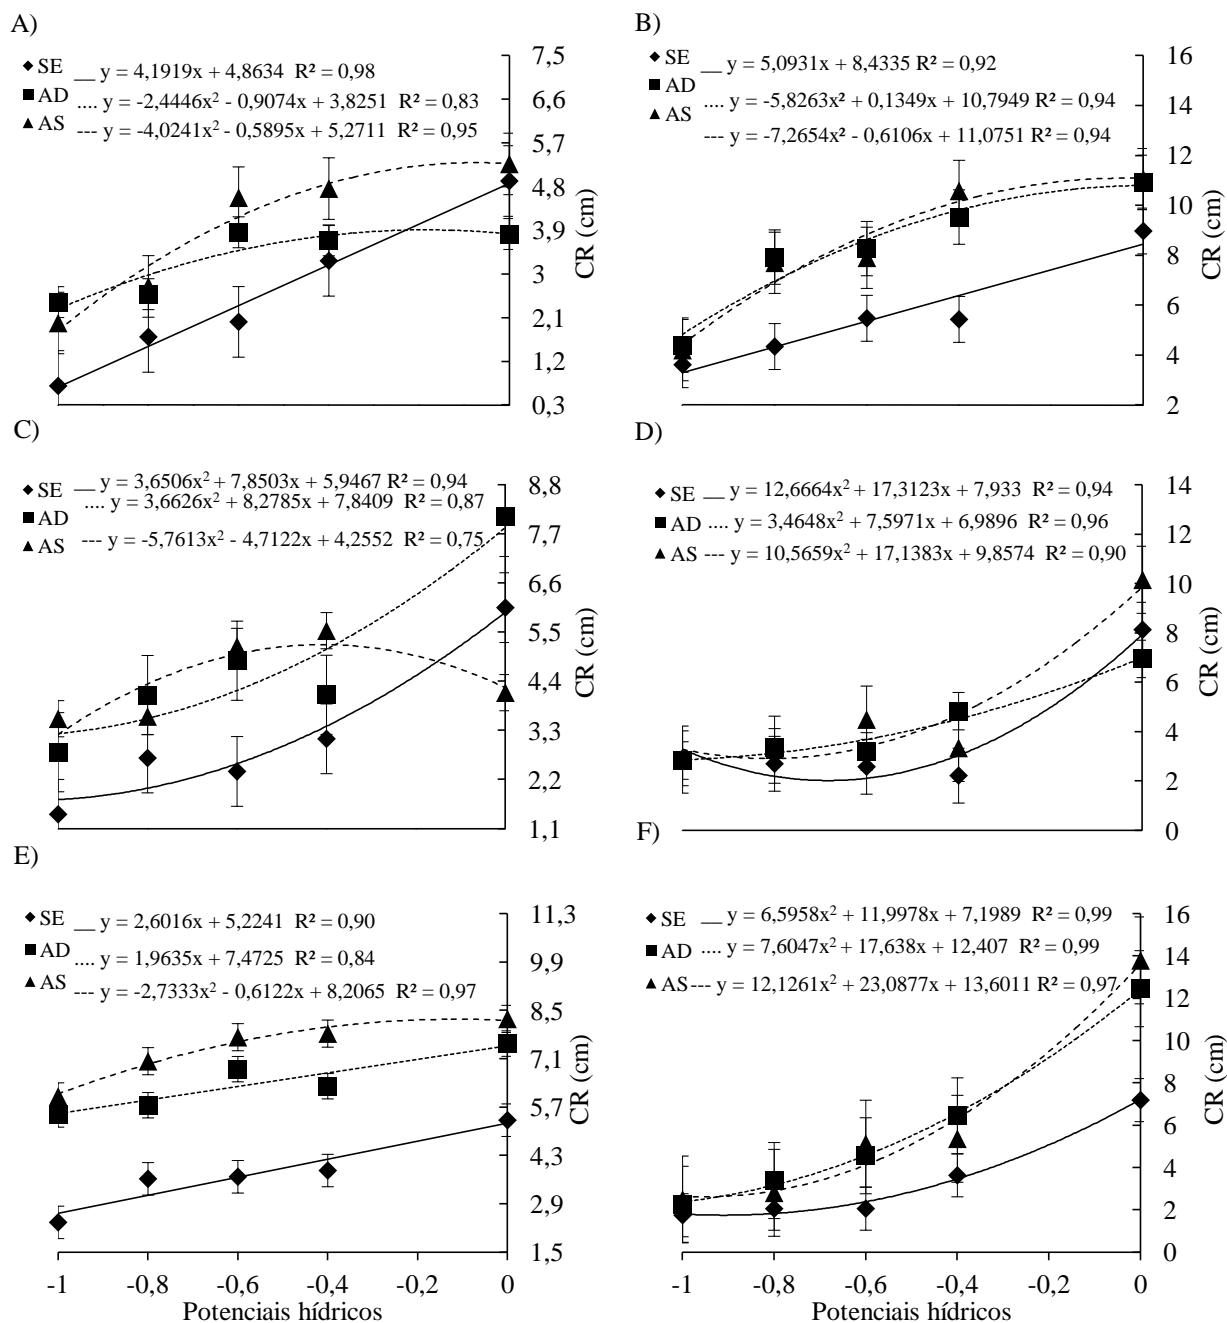 A)
SE __ y = 4,1919x + 4,8634 R² = 0,98
AD .... y = -2,4446x² - 0,9074x + 3,8251 R² = 0,83
AS --- y = -4,0241x² - 0,5895x + 5,2711 R² = 0,95
7,5
6,6
5,7
4,8
3,9
3
2,1
1,2
0,3
CR (cm)
B)
SE __ y = 5,0931x + 8,4335 R² = 0,92
AD .... y = -5,8263x² + 0,1349x + 10,7949 R² = 0,94
AS --- y = -7,2654x² - 0,6106x + 11,0751 R² = 0,94
16
14
12
10
8
6
4
2
CR (cm)
C)
SE __ y = 3,6506x² + 7,8503x + 5,9467 R² = 0,94
AD .... y = 3,6626x² + 8,2785x + 7,8409 R² = 0,87
AS --- y = -5,7613x² - 4,7122x + 4,2552 R² = 0,75
8,8
7,7
6,6
5,5
4,4
3,3
2,2
1,1
CR (cm)
D)
SE __ y = 12,6664x² + 17,3123x + 7,933 R² = 0,94
AD .... y = 3,4648x² + 7,5971x + 6,9896 R² = 0,96
AS --- y = 10,5659x² + 17,1383x + 9,8574 R² = 0,90
14
12
10
8
6
4
2
0
CR (cm)
E)
SE __ y = 2,6016x + 5,2241 R² = 0,90
AD .... y = 1,9635x + 7,4725 R² = 0,84
AS --- y = -2,7333x² - 0,6122x + 8,2065 R² = 0,97
11,3
9,9
8,5
7,1
5,7
4,3
2,9
1,5
CR (cm)
-1 -0,8 -0,6 -0,4 -0,2 0
Potenciais hídricos
F)
SE __ y = 6,5958x² + 11,9978x + 7,1989 R² = 0,99
AD .... y = 7,6047x² + 17,638x + 12,407 R² = 0,99
AS --- y = 12,1261x² + 23,0877x + 13,6011 R² = 0,97
16
14
12
10
8
6
4
2
0
CR (cm)
-1 -0,8 -0,6 -0,4 -0,2 0
Potenciais hídricos